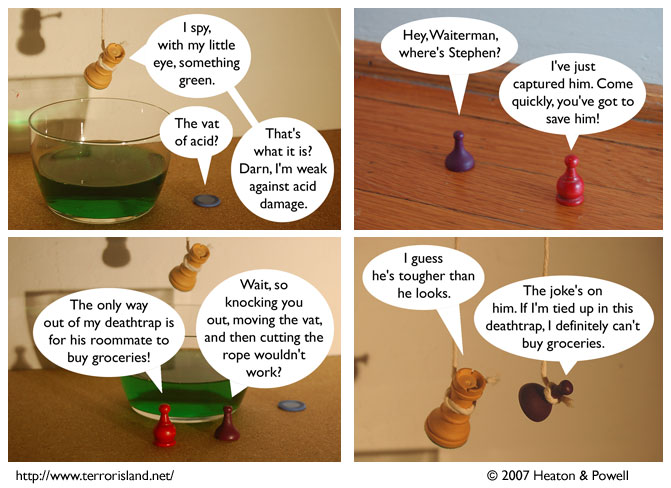 I spy,
with my little
eye, something
green.
The vat
of acid?
That's
what it is?
Darn, I'm weak
against acid
damage.
Hey, Waiterman,
where's Stephen?
I've just
captured him. Come
quickly, you've got to
save him!
The only way
out of my deathtrap is
for his roommate to
buy groceries!
Wait, so
knocking you
out, moving the vat,
and then cutting the
rope wouldn't
work?
I guess
he's tougher than
he looks.
The joke's on
him. If I'm tied up in this
deathtrap, I definitely can't
buy groceries.
http://www.terrorisland.net/
© 2007 Heaton & Powell